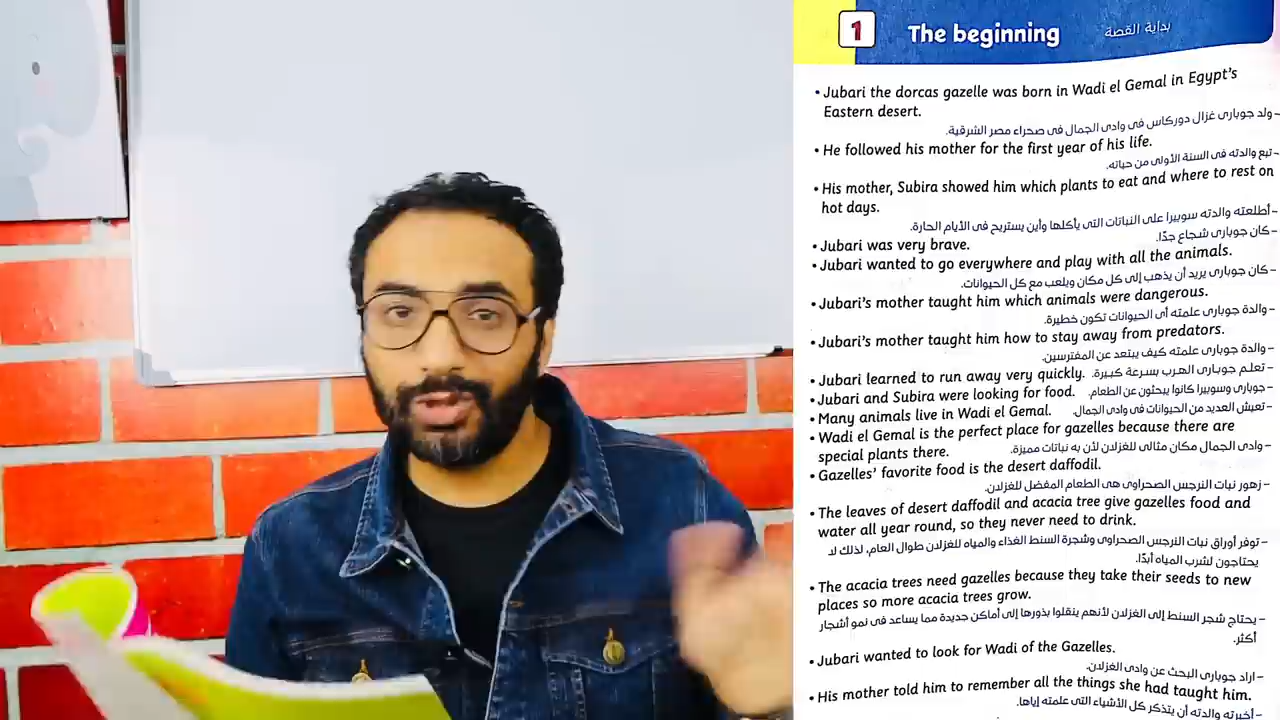 1 The beginning بداية القصة
• Jubari the dorcas gazelle was born in Wadi el Gemal in Egypt's
Eastern desert.
– ولد جوبارى غزال دوركاس فى وادى الجمال فى صحراء مصر الشرقية.
• He followed his mother for the first year of his life.
– تبع والدته فى السنة الأولى من حياته.
• His mother, Subira showed him which plants to eat and where to rest on
hot days.
– أطلعته والدته سوبيرا على النباتات التى يأكلها وأين يستريح فى الأيام الحارة.
• Jubari was very brave. – كان جوبارى شجاع جدًا.
• Jubari wanted to go everywhere and play with all the animals.
– كان جوبارى يريد أن يذهب إلى كل مكان ويلعب مع كل الحيوانات.
• Jubari's mother taught him which animals were dangerous.
– والدة جوبارى علمته أى الحيوانات تكون خطيرة.
• Jubari's mother taught him how to stay away from predators.
– والدة جوبارى علمته كيف يبتعد عن المفترسين.
• Jubari learned to run away very quickly. – تعلم جوبارى الهرب بسرعة كبيرة.
• Jubari and Subira were looking for food. – جوبارى وسوبيرا كانوا يبحثون عن الطعام.
• Many animals live in Wadi el Gemal. – تعيش العديد من الحيوانات فى وادى الجمال.
• Wadi el Gemal is the perfect place for gazelles because there are
special plants there. – وادى الجمال مكان مثالى للغزلان لأن به نباتات مميزة.
• Gazelles' favorite food is the desert daffodil.
– زهور نبات النرجس الصحراوى هى الطعام المفضل للغزلان.
• The leaves of desert daffodil and acacia tree give gazelles food and
water all year round, so they never need to drink.
– توفر أوراق نبات النرجس الصحراوى وشجرة السنط الغذاء والمياه للغزلان طوال العام، لذلك لا
يحتاجون لشرب المياه أبدًا.
• The acacia trees need gazelles because they take their seeds to new
places so more acacia trees grow.
– يحتاج شجر السنط إلى الغزلان لأنهم ينقلوا بذورها إلى أماكن جديدة مما يساعد فى نمو أشجار
أكثر.
• Jubari wanted to look for Wadi of the Gazelles.
– اراد جوبارى البحث عن وادى الغزلان.
• His mother told him to remember all the things she had taught him.
– أخبرته والدته أن يتذكر كل الأشياء التى علمته إياها.